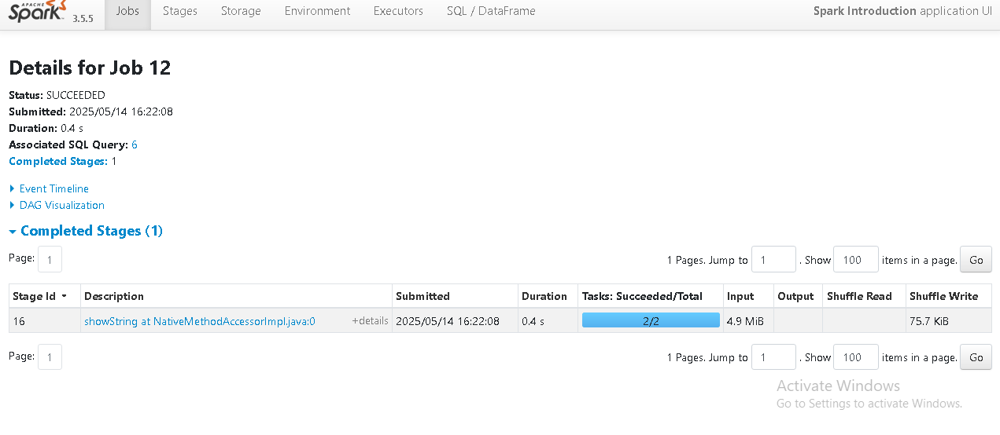 APACHE Spark 3.5.5 Jobs Stages Storage Environment Executors SQL / DataFrame Spark Introduction application UI
Details for Job 12
Status: SUCCEEDED
Submitted: 2025/05/14 16:22:08
Duration: 0.4 s
Associated SQL Query: 6
Completed Stages: 1
Event Timeline
DAG Visualization
Completed Stages (1)
Page: 1 1 Pages. Jump to 1 . Show 100 items in a page. Go
Stage Id Description Submitted Duration Tasks: Succeeded/Total Input Output Shuffle Read Shuffle Write
16 showString at NativeMethodAccessorImpl.java:0 +details 2025/05/14 16:22:08 0.4 s 2/2 4.9 MiB 75.7 KiB
Page: 1 1 Pages. Jump to 1 . Show 100 items in a page. Go
Activate Windows
Go to Settings to activate Windows.